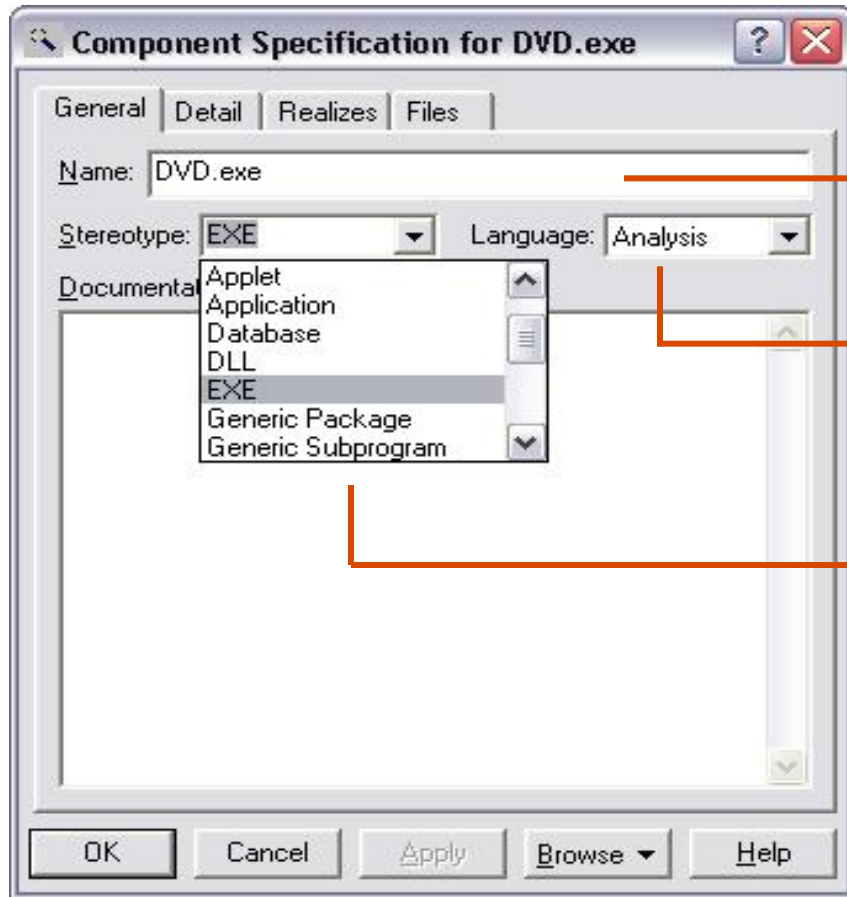 Component Specification for DVD.exe
General Detail Realizes Files
Name: DVD.exe
Stereotype: EXE Language: Analysis
Documenta
Applet
Application
Database
DLL
EXE
Generic Package
Generic Subprogram
OK Cancel Apply Browse Help